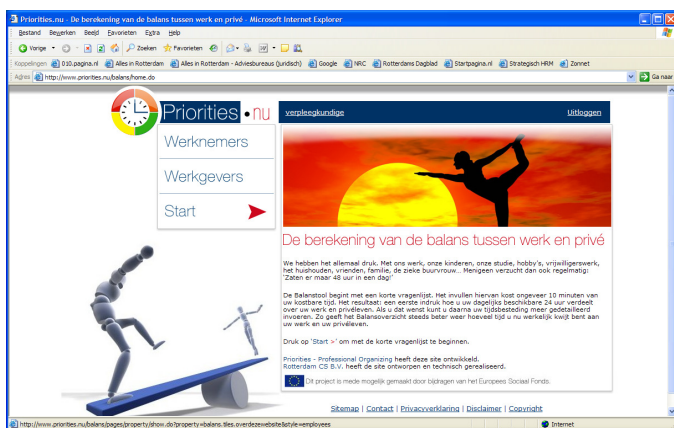 Priorities.nu - De berekening van de balans tussen werk en privé - Microsoft Internet Explorer
Bestand Bewerken Beeld Favorieten Extra Help
Vorige Zoeken Favorieten
Koppelingen 010.pagina.nl Alles in Rotterdam Alles in Rotterdam - Adviesbureaus (juridisch) Google NRC Rotterdams Dagblad Startpagina.nl Strategisch HRM Zonnet
Adres http://www.priorities.nu/balans/home.do Ga naar
Priorities•nu verpleegkundige Uitloggen
Werknemers
Werkgevers
Start
De berekening van de balans tussen werk en privé
We hebben het allemaal druk. Met ons werk, onze kinderen, onze studie, hobby's, vrijwilligerswerk,
het huishouden, vrienden, familie, de zieke buurvrouw... Menigeen verzucht dan ook regelmatig:
'Zaten er maar 48 uur in een dag!'
De Balanstool begint met een korte vragenlijst. Het invullen hiervan kost ongeveer 10 minuten van
uw kostbare tijd. Het resultaat: een eerste indruk hoe u uw dagelijks beschikbare 24 uur verdeelt
over uw werk en privéleven. Als u dat wenst kunt u daarna uw tijdsbesteding meer gedetailleerd
invoeren. Zo geeft het Balansoverzicht steeds beter weer hoeveel tijd u nu werkelijk kwijt bent aan
uw werk en uw privéleven.
Druk op 'Start >' om met de korte vragenlijst te beginnen.
Priorities - Professional Organizing heeft deze site ontwikkeld.
Rotterdam CS B.V. heeft de site ontworpen en technisch gerealiseerd.
Dit project is mede mogelijk gemaakt door bijdragen van het Europees Sociaal Fonds.
Sitemap | Contact | Privacyverklaring | Disclaimer | Copyright
http://www.priorities.nu/balans/pages/property/show.do?property=balans.tiles.overdezewebsite&style=employees Internet